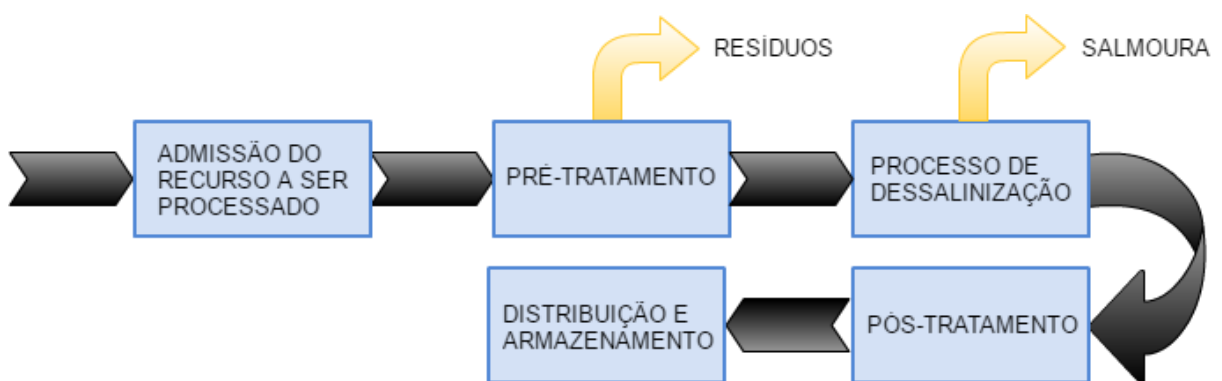 RESÍDUOS
SALMOURA
ADMISSÃO DO
RECURSO A SER
PROCESSADO
PRÉ-TRATAMENTO
PROCESSO DE
DESSALINIZAÇÃO
DISTRIBUIÇÃO E
ARMAZENAMENTO
PÓS-TRATAMENTO